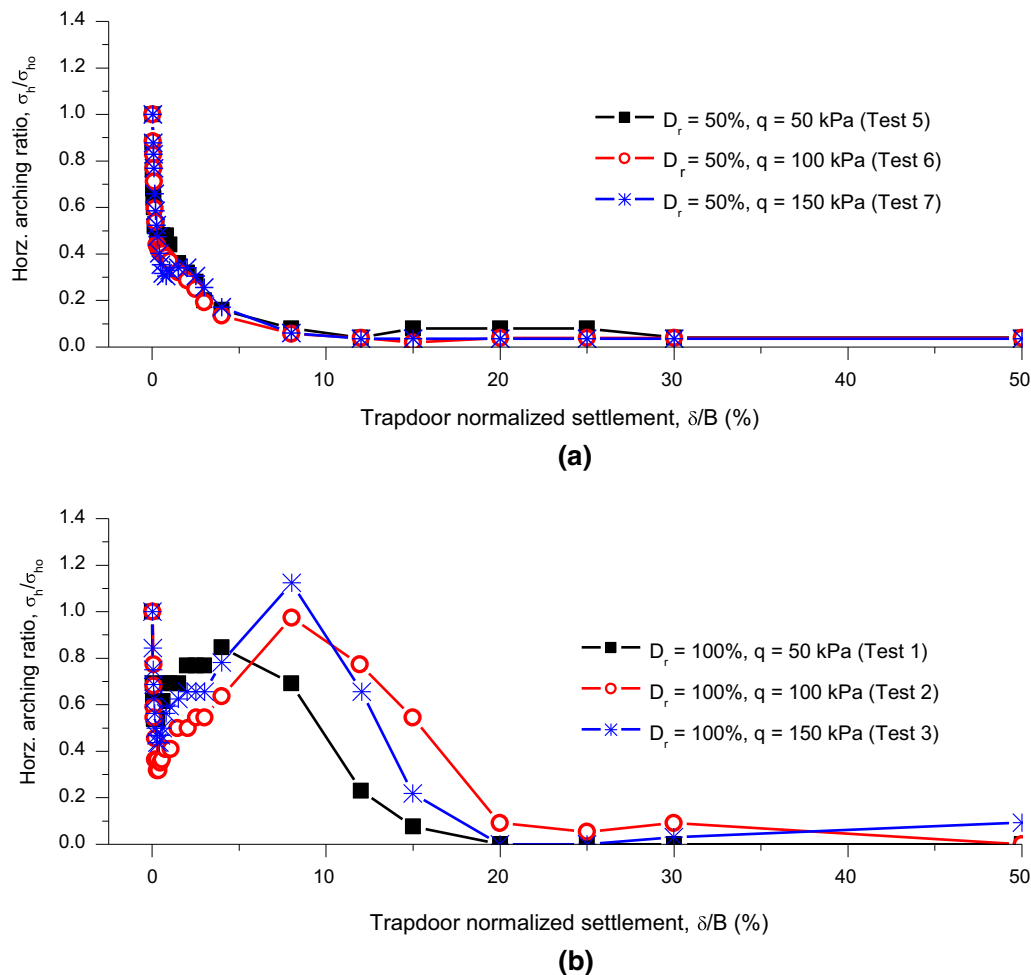 1.4
1.2
1.0
0.8
0.6
0.4
0.2
0.0
Horz. arching ratio, σh/σho
D r = 50%, q = 50 kPa (Test 5)
D r = 50%, q = 100 kPa (Test 6)
D r = 50%, q = 150 kPa (Test 7)
0 10 20 30 40 50
Trapdoor normalized settlement, δ/B (%)
(a)
1.4
1.2
1.0
0.8
0.6
0.4
0.2
0.0
Horz. arching ratio, σh/σho
D r = 100%, q = 50 kPa (Test 1)
D r = 100%, q = 100 kPa (Test 2)
D r = 100%, q = 150 kPa (Test 3)
0 10 20 30 40 50
Trapdoor normalized settlement, δ/B (%)
(b)